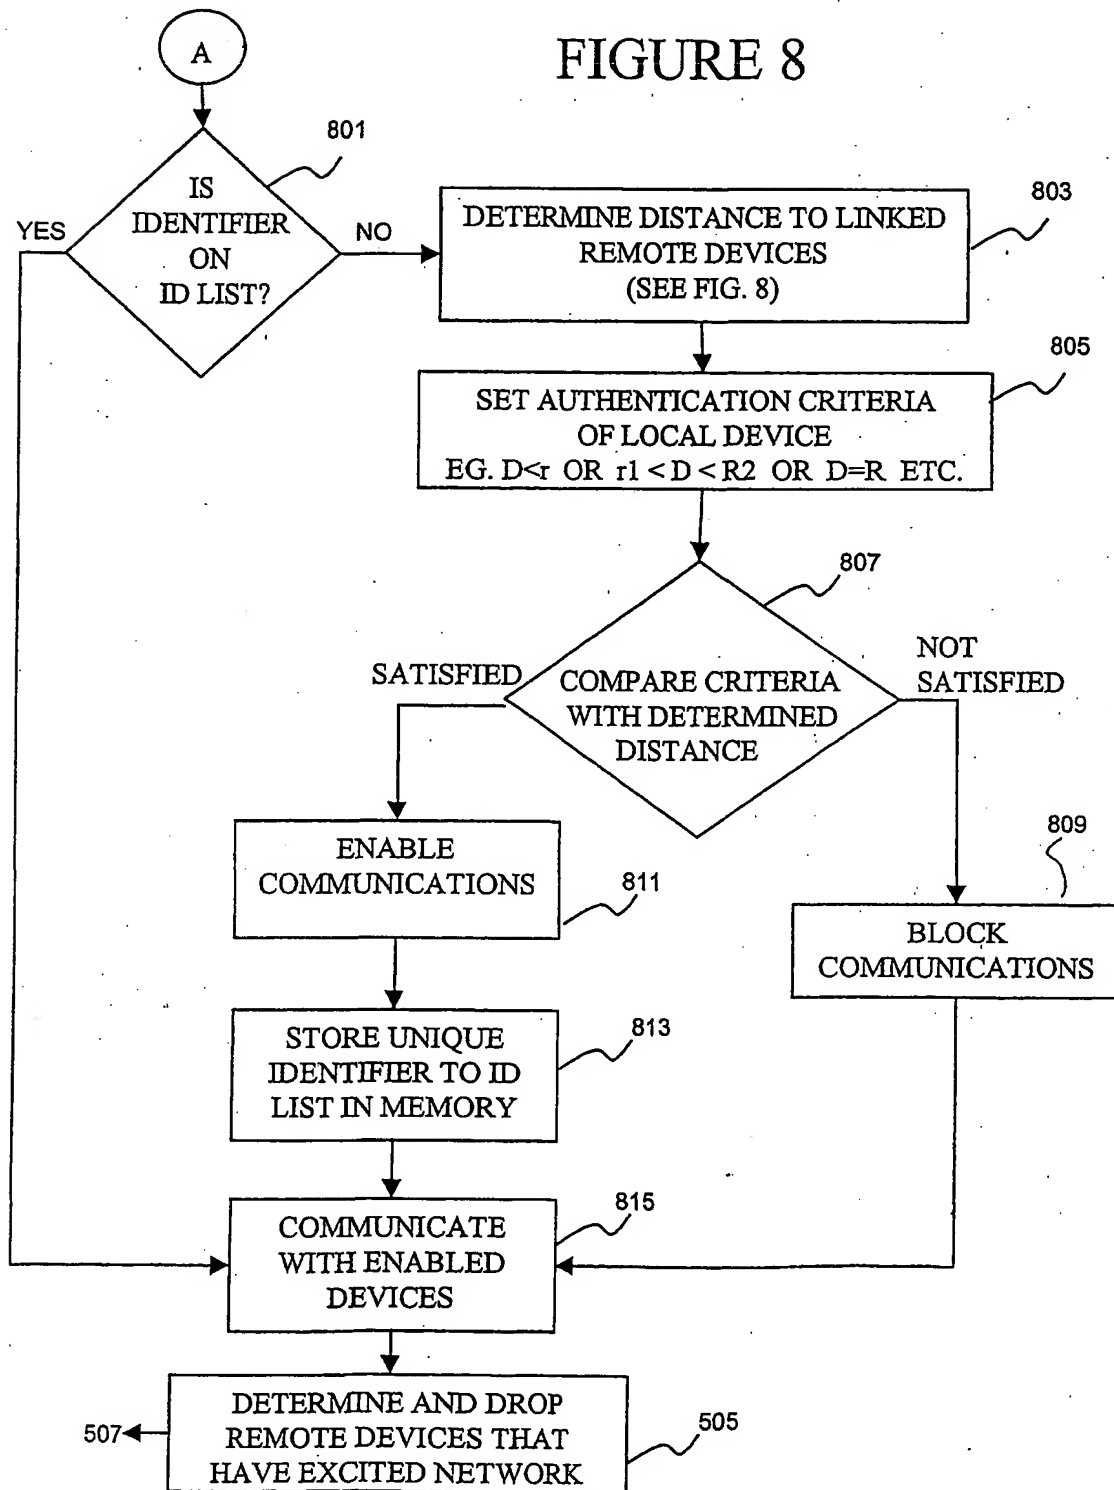 A
FIGURE 8
801
IS
IDENTIFIER
ON
ID LIST?
YES
NO
DETERMINE DISTANCE TO LINKED
REMOTE DEVICES
(SEE FIG. 8)
803
805
SET AUTHENTICATION CRITERIA
OF LOCAL DEVICE
EG. D<r OR r1 < D < R2 OR D=R ETC.
807
SATISFIED
NOT
SATISFIED
COMPARE CRITERIA
WITH DETERMINED
DISTANCE
809
ENABLE
COMMUNICATIONS
811
BLOCK
COMMUNICATIONS
STORE UNIQUE
IDENTIFIER TO ID
LIST IN MEMORY
813
COMMUNICATE
WITH ENABLED
DEVICES
815
DETERMINE AND DROP
REMOTE DEVICES THAT
HAVE EXCITED NETWORK
505
507